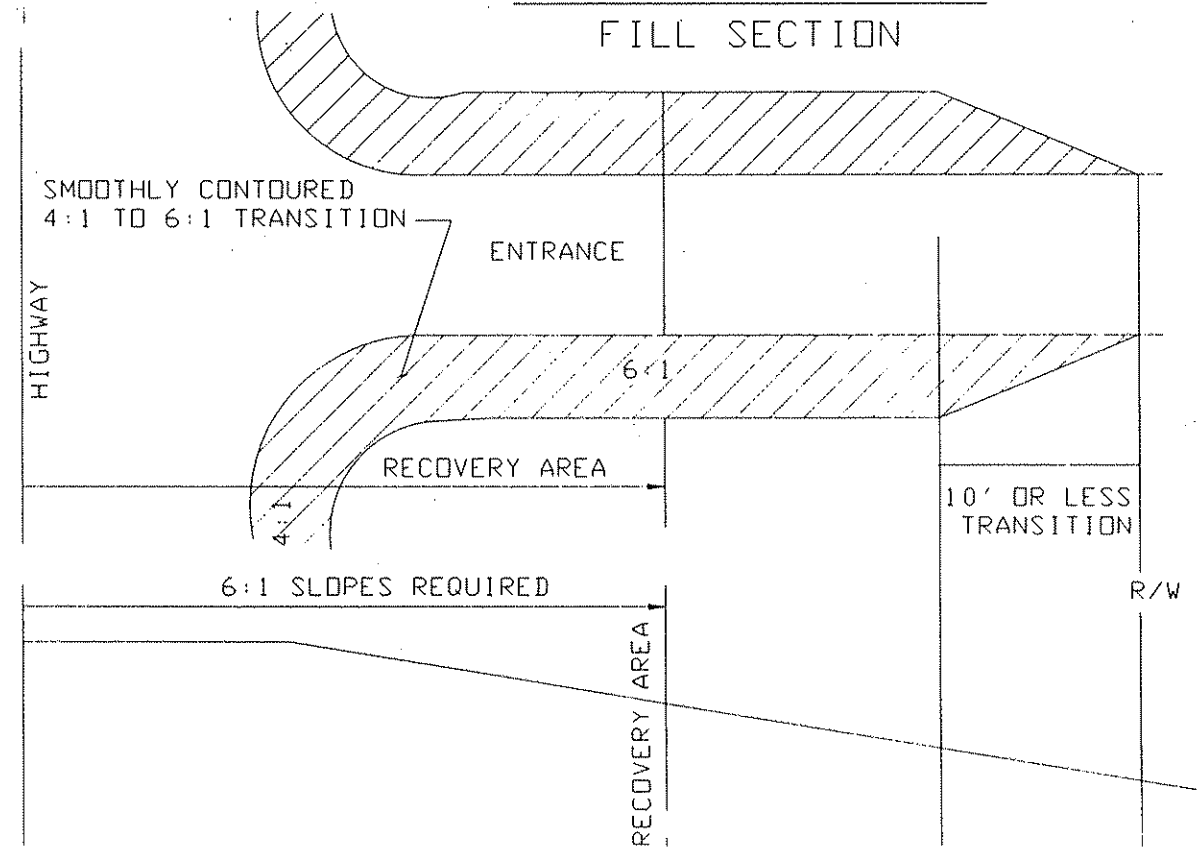 FILL SECTION
SMOOTHLY CONTOURED
4:1 TO 6:1 TRANSITION
ENTRANCE
HIGHWAY
6:1
RECOVERY AREA
4:1
10' OR LESS
TRANSITION
6:1 SLOPES REQUIRED
R/W
RECOVERY AREA